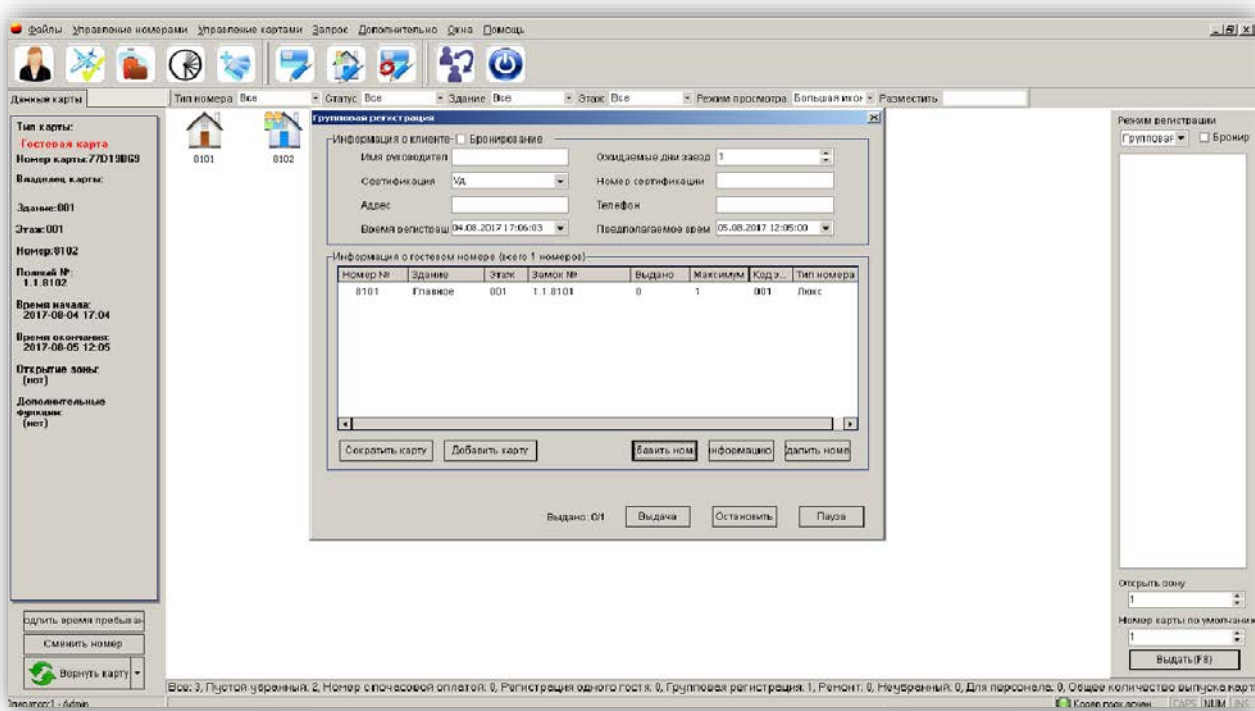 Файлы Управление номерами Управление картами Запрос Дополнительно Окна Помощь
Данные карты
Тип номера Все Статус Все Здание Все Этаж Все Режим просмотра Большая икон Разместить
Тип карты:
Гостевая карта
Номер карты:77D19BG9
Владелец карты:
Здание:001
Этаж:001
Номер:8102
Полный №:
1.1.8102
Время начала:
2017-08-04 17:04
Время окончания:
2017-08-05 12:05
Открытие зоны:
(нет)
Дополнительные
функции:
(нет)
одлить время пребыван
Сменить номер
Вернуть карту
8101
8102
Групповая регистрация
Информация о клиенте Бронирование
Имя руководител
Ожидаемые дни заезд 1
Сертификация Уд.
Номер сертификации
Адрес
Телефон
Время регистрац 04.08.2017 17:06:03
Предполагаемое врем 05.08.2017 12:05:00
Информация о гостевом номере (всего 1 номеров)
Номер № Здание Этаж Замок № Выдано Максимум Код э... Тип номера
8101 Главное 001 1.1.8101 0 1 001 Люкс
Сократить карту Добавить карту бавить ном нформацию далить номе
Выдано: 0/1 Выдача Остановить Пауза
Режим регистрации
Групповая Бронир
Открыть зону
1
Номер карты по умолчанию
1
Выдать(F8)
Все: 3, Пустой убранный: 2, Номер с почасовой оплатой: 0, Регистрация одного гостя: 0, Групповая регистрация: 1, Ремонт: 0, Неубранный: 0, Для персонала: 0, Общее количество выпуска карт
Оператор:1 - Admin
CAPS NUM INS